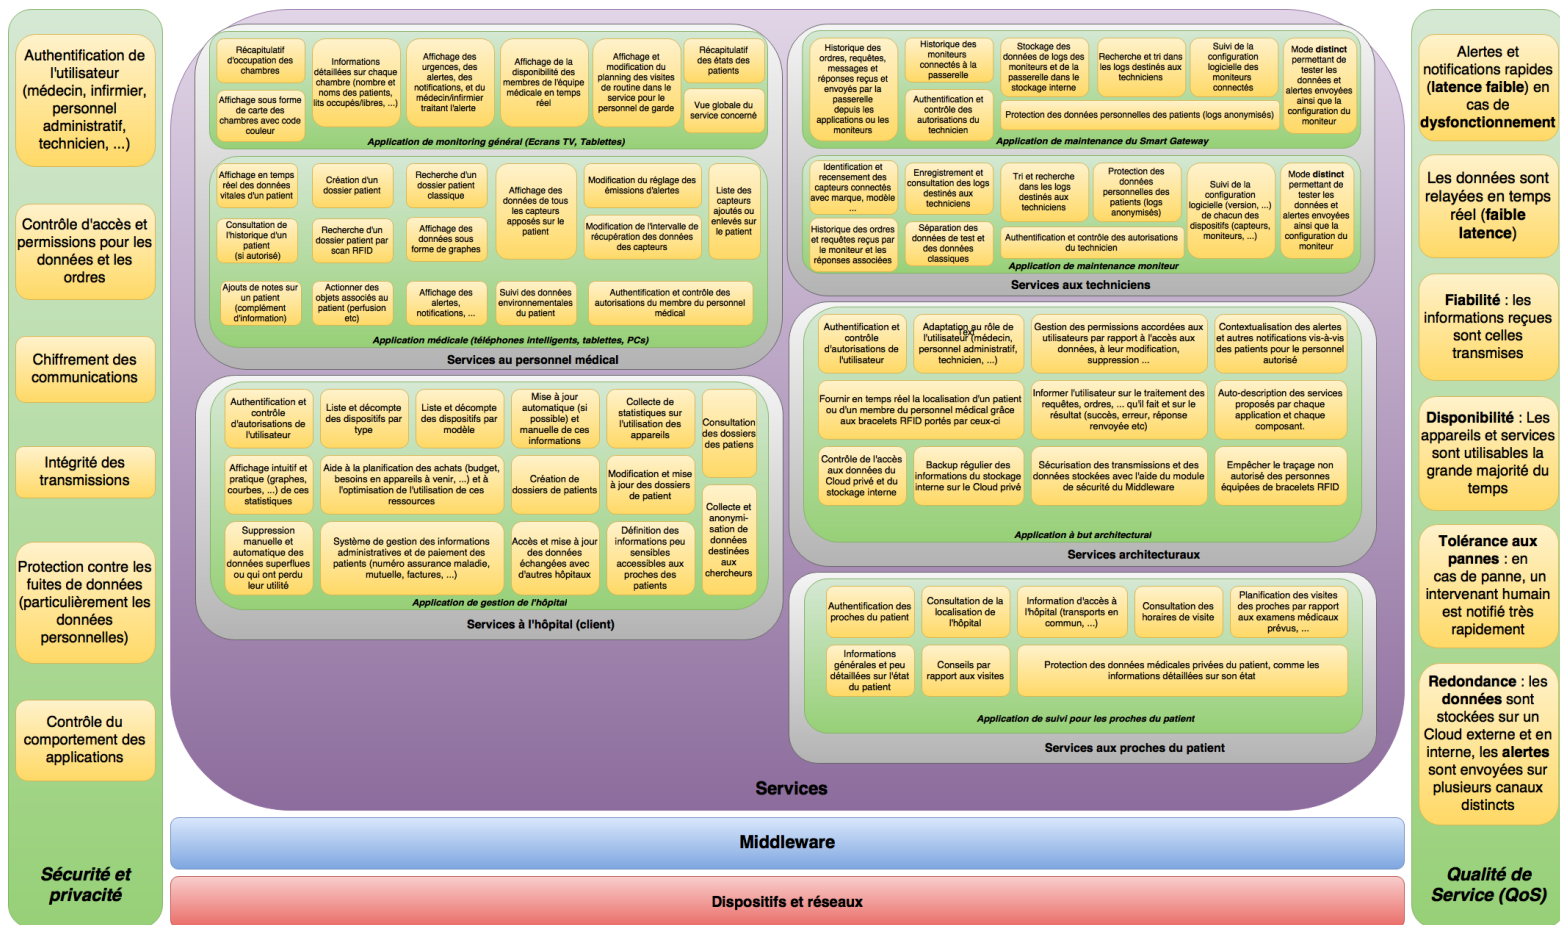 Authentification de
l'utilisateur
(médecin, infirmier,
personnel
administratif,
technicien, ...)
Contrôle d'accès et
permissions pour les
données et les
ordres
Chiffrement des
communications
Intégrité des
transmissions
Protection contre les
fuites de données
(particulièrement les
données
personnelles)
Contrôle du
comportement des
applications
Sécurité et
privacité
Récapitulatif
d'occupation des
chambres
Affichage sous forme
de carte des
chambres avec code
couleur
Informations
détaillées sur chaque
chambre (nombre et
noms des patients,
lits occupés/libres, ...)
Affichage des
urgences, des
alertes, des
notifications, et du
médecin/infirmier
traitant l'alerte
Affichage de la
disponibilité des
membres de l'équipe
médicale en temps
réel
Affichage et
modification du
planning des visites
de routine dans le
service pour le
personnel de garde
Récapitulatif
des états des
patients
Vue globale du
service concerné
Application de monitoring général (Ecrans TV, Tablettes)
Affichage en temps
réel des données
vitales d'un patient
Création d'un
dossier patient
Recherche d'un
dossier patient
classique
Affichage des
données de tous
les capteurs
apposés sur le
patient
Modification du réglage des
émissions d'alertes
Liste des
capteurs
ajoutés ou
enlevés sur
le patient
Consultation de
l'historique d'un
patient
(si autorisé)
Recherche d'un
dossier patient par
scan RFID
Affichage des
données sous
forme de graphes
Modification de l'Intervalle de
récupération des données
des capteurs
Ajouts de notes sur
un patient
(complément
d'information)
Actionner des
objets associés au
patient (perfusion
etc)
Affichage des
alertes,
notifications, ...
Suivi des données
environnementales
du patient
Authentification et contrôle des
autorisations du membre du personnel
médical
Application médicale (téléphones intelligents, tablettes, PCs)
Services au personnel médical
Authentification et
contrôle
d'autorisations de
l'utilisateur
Liste et décompte
des dispositifs par
type
Liste et décompte
des dispositifs par
modèle
Mise à jour
automatique (si
possible) et
manuelle de ces
informations
Collecte de
statistiques sur
l'utilisation des
appareils
Consultation
des dossiers
des patiens
Affichage intuitif et
pratique (graphes,
courbes, ...) de ces
statistiques
Aide à la planification des achats (budget,
besoins en appareils à venir, ...) et à
l'optimisation de l'utilisation de ces
ressources
Création de
dossiers de patients
Modification et mise
à jour des dossiers
de patient
Collecte et
anonymi-
sation de
données
destinées
aux
chercheurs
Suppression
manuelle et
automatique des
données superflues
ou qui ont perdu
leur utilité
Système de gestion des informations
administratives et de paiement des
patients (numéro assurance maladie,
mutuelle, factures, ...)
Accès et mise à jour
des données
échangées avec
d'autres hôpitaux
Définition des
informations peu
sensibles
accessibles aux
proches des
patients
Application de gestion de l'hôpital
Services à l'hôpital (client)
Historique des
ordres, requêtes,
messages et
réponses reçus et
envoyés par la
passerelle
depuis les
applications ou les
moniteurs
Historique des
moniteurs
connectés à la
passerelle
Authentification et
contrôle des
autorisations du
technicien
Stockage des
données de logs des
moniteurs et de la
passerelle dans le
stockage interne
Recherche et tri dans
les logs destinés aux
techniciens
Suivi de la
configuration
logicielle des
moniteurs
connectés
Mode distinct
permettant de
tester les
données et
alertes envoyées
ainsi que la
configuration du
moniteur
Protection des données personnelles des patients (logs anonymisés)
Application de maintenance du Smart Gateway
Identification et
recensement des
capteurs connectés
avec marque, modèle
...
Enregistrement et
consultation des logs
destinés aux
techniciens
Tri et recherche
dans les logs
destinés aux
techniciens
Protection des
données
personnelles des
patients (logs
anonymisés)
Suivi de la
configuration
logicielle (version, ...)
de chacun des
dispositifs (capteurs,
moniteurs, ...)
Mode distinct
permettant de
tester les
données et
alertes envoyées
ainsi que la
configuration du
moniteur
Historique des ordres
et requêtes reçus par
le moniteur et les
réponses associées
Séparation des
données de test et
des données
classiques
Authentification et contrôle des autorisations
du technicien
Application de maintenance moniteur
Services aux techniciens
Authentification et
contrôle
d'autorisations de
l'utilisateur
Adaptation au rôle de
Text
l'utilisateur (médecin,
personnel administratif,
technicien, ...)
Gestion des permissions accordées aux
utilisateurs par rapport à l'accès aux
données, à leur modification,
suppression ...
Contextualisation des alertes
et autres notifications vis-à-vis
des patients pour le personnel
autorisé
Fournir en temps réel la localisation d'un patient
ou d'un membre du personnel médical grâce
aux bracelets RFID portés par ceux-ci
Informer l'utilisateur sur le traitement des
requêtes, ordres, ... qu'il fait et sur le
résultat (succès, erreur, réponse
renvoyée etc)
Auto-description des services
proposés par chaque
application et chaque
composant.
Contrôle de l'accès
aux données du
Cloud privé et du
stockage interne
Backup régulier des
informations du stockage
interne sur le Cloud privé
Sécurisation des transmissions et des
données stockées avec l'aide du module
de sécurité du Middleware
Empêcher le traçage non
autorisé des personnes
équipées de bracelets RFID
Application à but architectural
Services architecturaux
Authentification des
proches du patient
Consultation de la
localisation de
l'hôpital
Information d'accès à
l'hôpital (transports en
commun, ...)
Consultation des
horaires de visite
Planification des visites
des proches par rapport
aux examens médicaux
prévus, ...
Informations
générales et peu
détaillées sur l'état
du patient
Conseils par
rapport aux visites
Protection des données médicales privées du patient, comme les
informations détaillées sur son état
Application de suivi pour les proches du patient
Services aux proches du patient
Services
Middleware
Dispositifs et réseaux
Alertes et
notifications rapides
(latence faible) en
cas de
dysfonctionnement
Les données sont
relayées en temps
réel (faible
latence)
Fiabilité : les
informations reçues
sont celles
transmises
Disponibilité : Les
appareils et services
sont utilisables la
grande majorité du
temps
Tolérance aux
pannes : en
cas de panne, un
intervenant humain
est notifié très
rapidement
Redondance : les
données sont
stockées sur un
Cloud externe et en
interne, les alertes
sont envoyées sur
plusieurs canaux
distincts
Qualité de
Service (QoS)